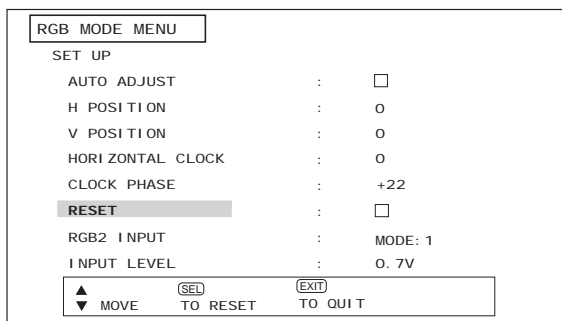 RGB MODE MENU
SET UP
AUTO ADJUST : □
H POSITION : 0
V POSITION : 0
HORIZONTAL CLOCK : 0
CLOCK PHASE : +22
RESET : □
RGB2 INPUT : MODE: 1
INPUT LEVEL : 0.7V
▲ SEL EXIT
▼ MOVE TO RESET TO QUIT